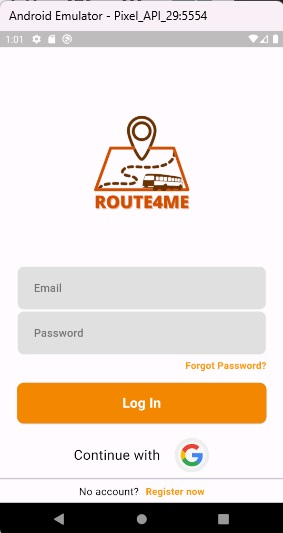 Android Emulator - Pixel_API_29:5554
1:01
ROUTE4ME
Email
Password
Forgot Password?
Log In
Continue with
No account? Register now